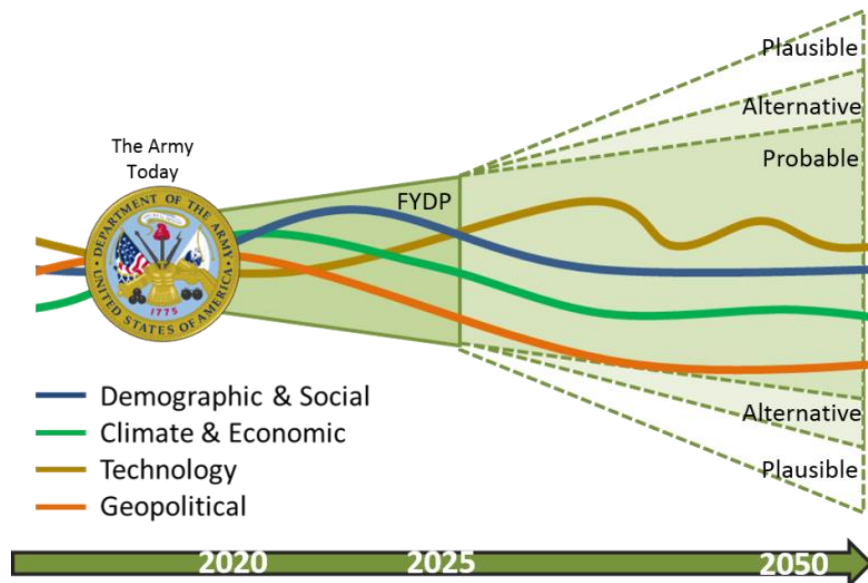 Plausible
Alternative
Probable
The Army
Today
FYDP
DEPARTMENT OF THE ARMY
UNITED STATES OF AMERICA
1775
Alternative
Plausible
Demographic & Social
Climate & Economic
Technology
Geopolitical
2020 2025 2050